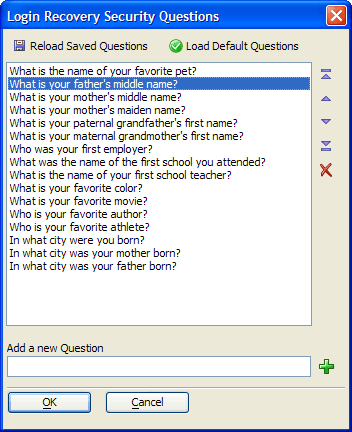 Login Recovery Security Questions
Reload Saved Questions Load Default Questions
What is the name of your favorite pet?
What is your father's middle name?
What is your mother's middle name?
What is your mother's maiden name?
What is your paternal grandfather's first name?
What is your maternal grandmother's first name?
Who was your first employer?
What was the name of the first school you attended?
What is the name of your first school teacher?
What is your favorite color?
What is your favorite movie?
Who is your favorite author?
Who is your favorite athlete?
In what city were you born?
In what city was your mother born?
In what city was your father born?
Add a new Question
OK Cancel